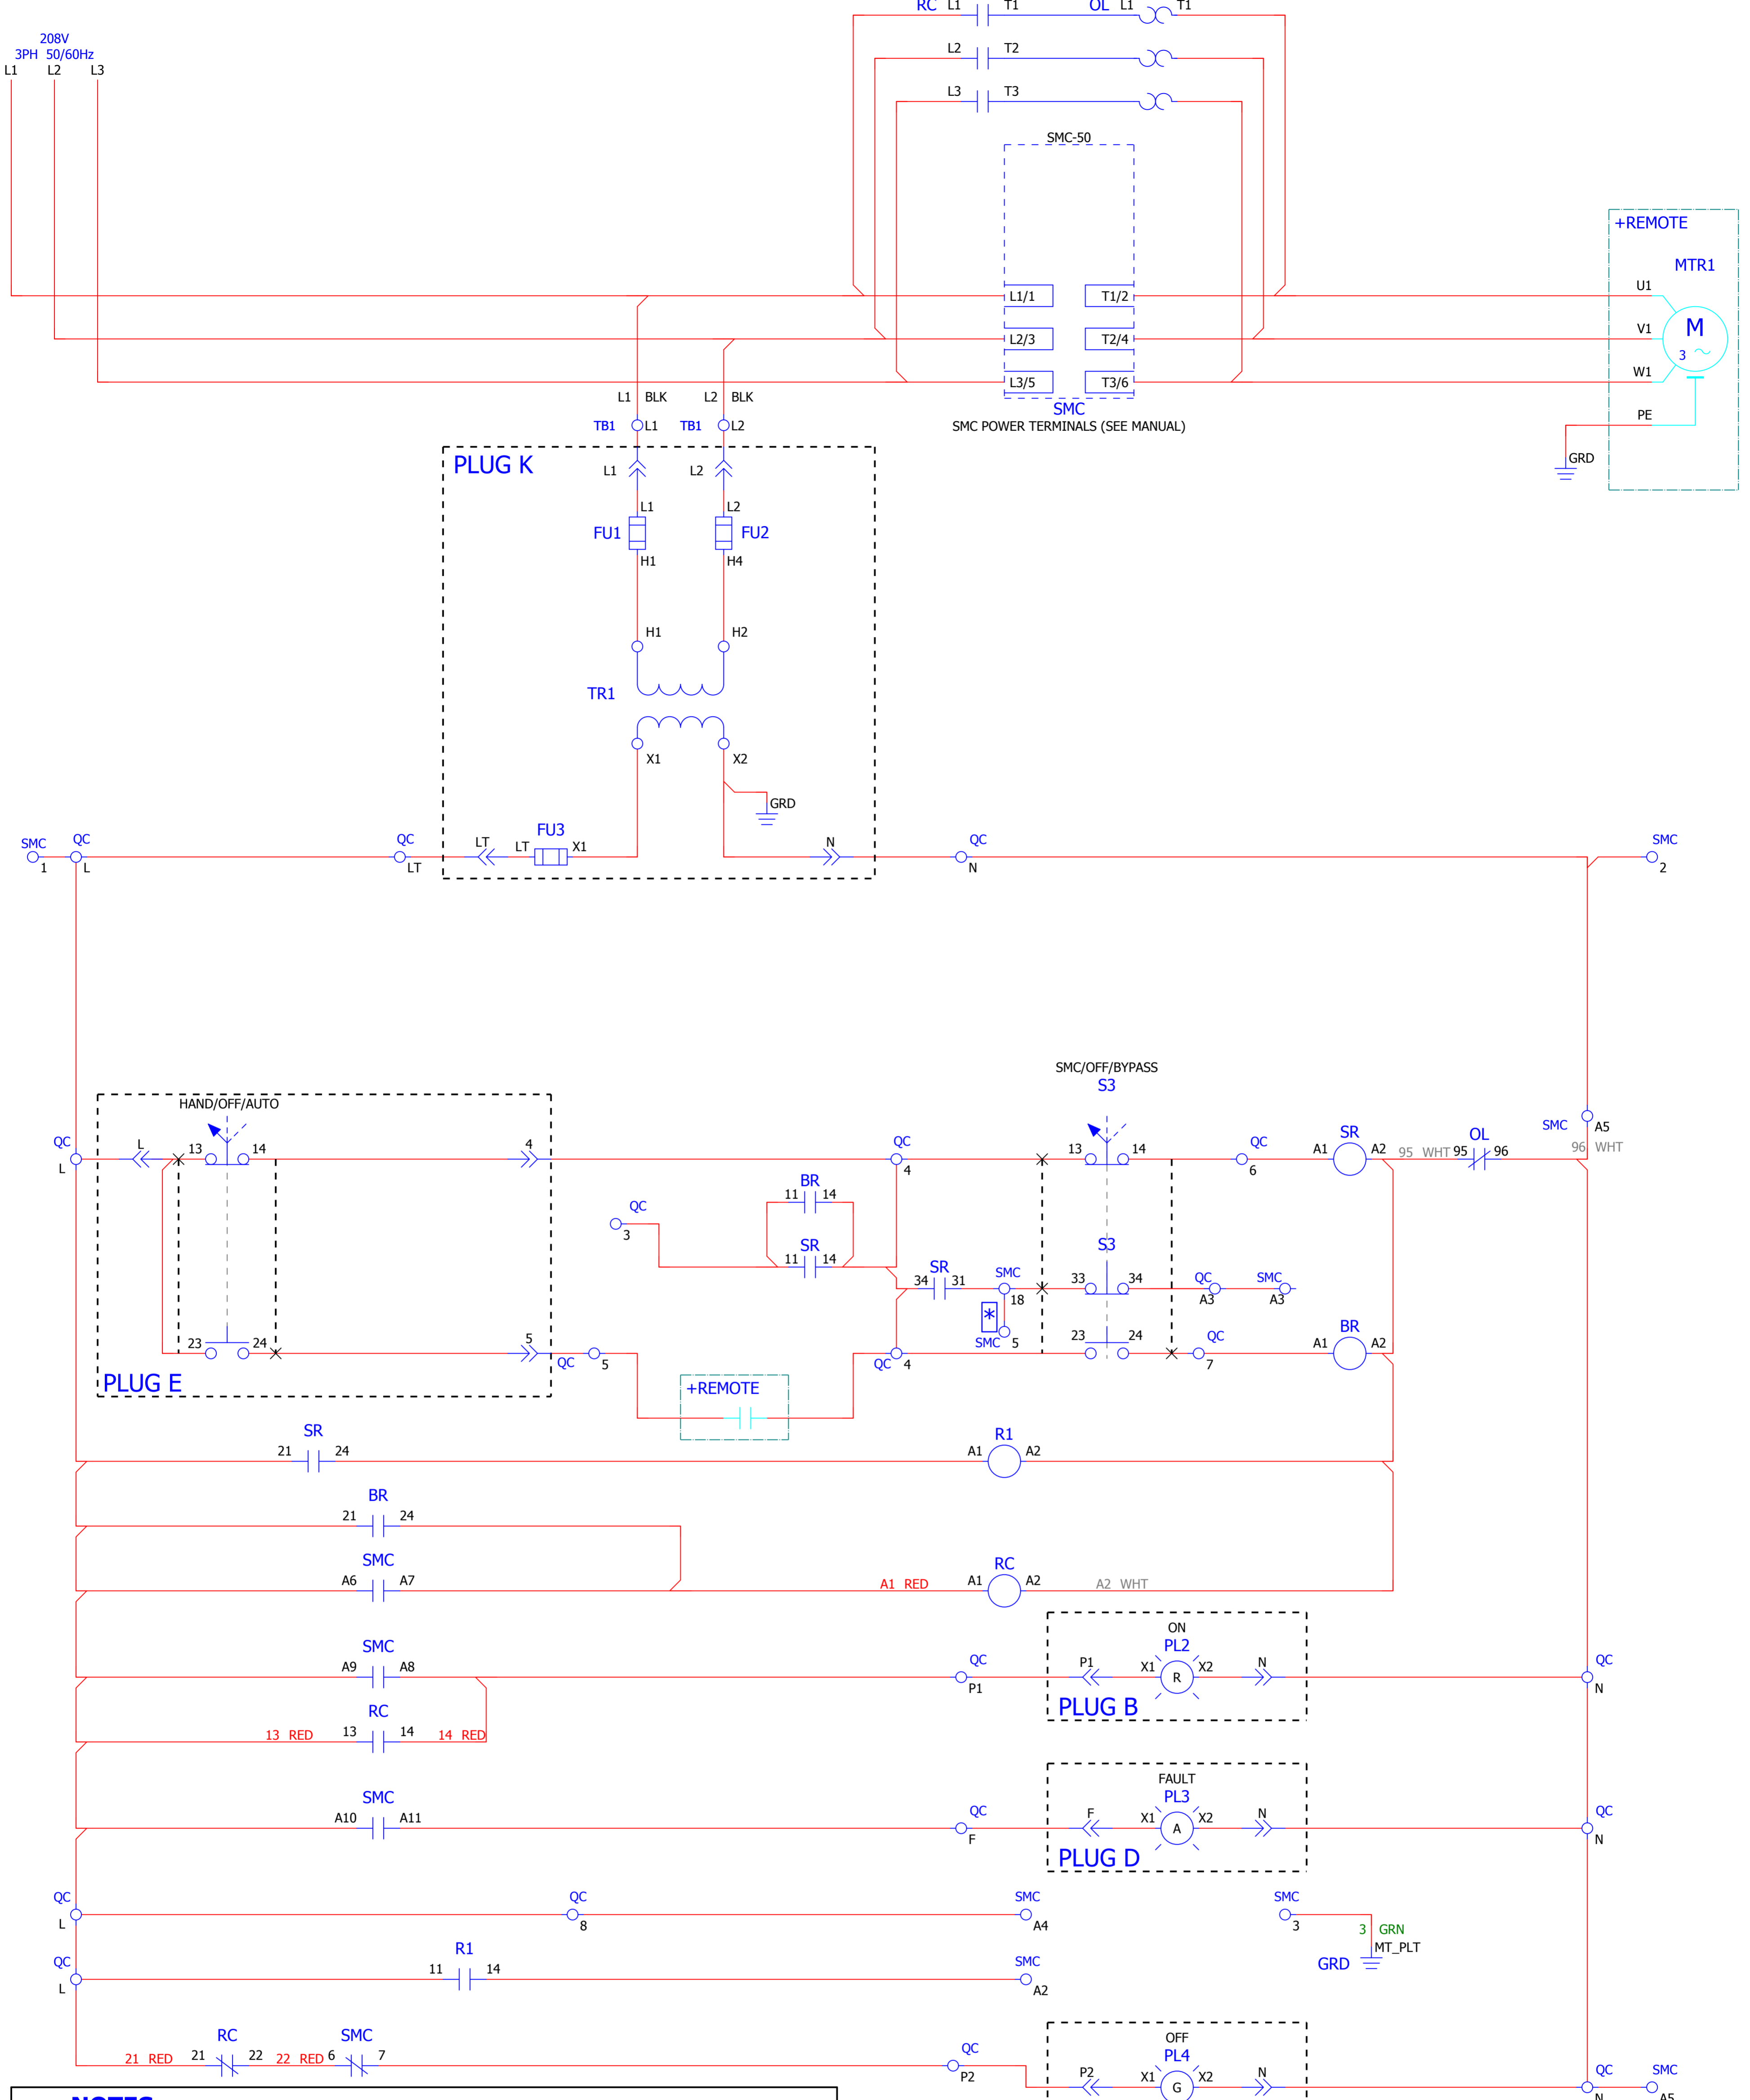 RC L1 T1 OL L1 T1
208V
3PH 50/60Hz
L1 L2 L3
L2 T2
L3 T3
SMC-50
+REMOTE
MTR1
L1/1 T1/2 U1
L2/3 T2/4 V1 M
3
L3/5 T3/6 W1
L1 BLK L2 BLK
SMC
PE
TB1 L1 TB1 L2
SMC POWER TERMINALS (SEE MANUAL)
GRD
PLUG K
L1 L2
L1 L2
FU1 FU2
H1 H4
H1 H2
TR1
X1 X2
GRD
SMC QC QC LT LT FU3 X1 N QC SMC
1 L LT N 2
SMC/OFF/BYPASS
S3
HAND/OFF/AUTO
SMC A5
QC L 13 14 4 QC 13 14 QC SR OL
L 4 6 A1 A2 95 WHT 95 96 96 WHT
BR
11 14
QC
3
SR
11 14
S3
SR
34 31 SMC 33 34 QC SMC
18 A3 A3
*
SMC 5
23 24 5 23 24 QC BR
QC 5 QC 4 7 A1 A2
PLUG E
+REMOTE
SR
21 24
R1
A1 A2
BR
21 24
SMC
A6 A7
RC
A1 RED A1 A2 A2 WHT
ON
SMC
A9 A8
QC
P1
PL2
P1 X1 R X2 N
QC
N
PLUG B
RC
13 RED 13 14 14 RED
FAULT
SMC
A10 A11
QC
F
PL3
F X1 A X2 N
QC
N
PLUG D
QC QC SMC SMC
L 8 A4 3
3 GRN
MT_PLT
GRD
QC R1 SMC
L 11 14 A2
OFF
RC SMC
21 RED 21 22 22 RED 6 7
QC
P2
PL4
P2 X1 G X2 N
QC SMC
N A5
NOTES